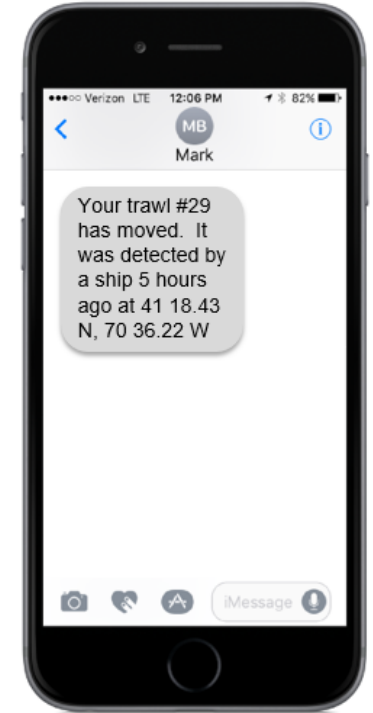 Verizon LTE 12:06 PM 82%
MB
Mark
Your trawl #29
has moved.  It
was detected by
a ship 5 hours
ago at 41 18.43
N, 70 36.22 W
iMessage